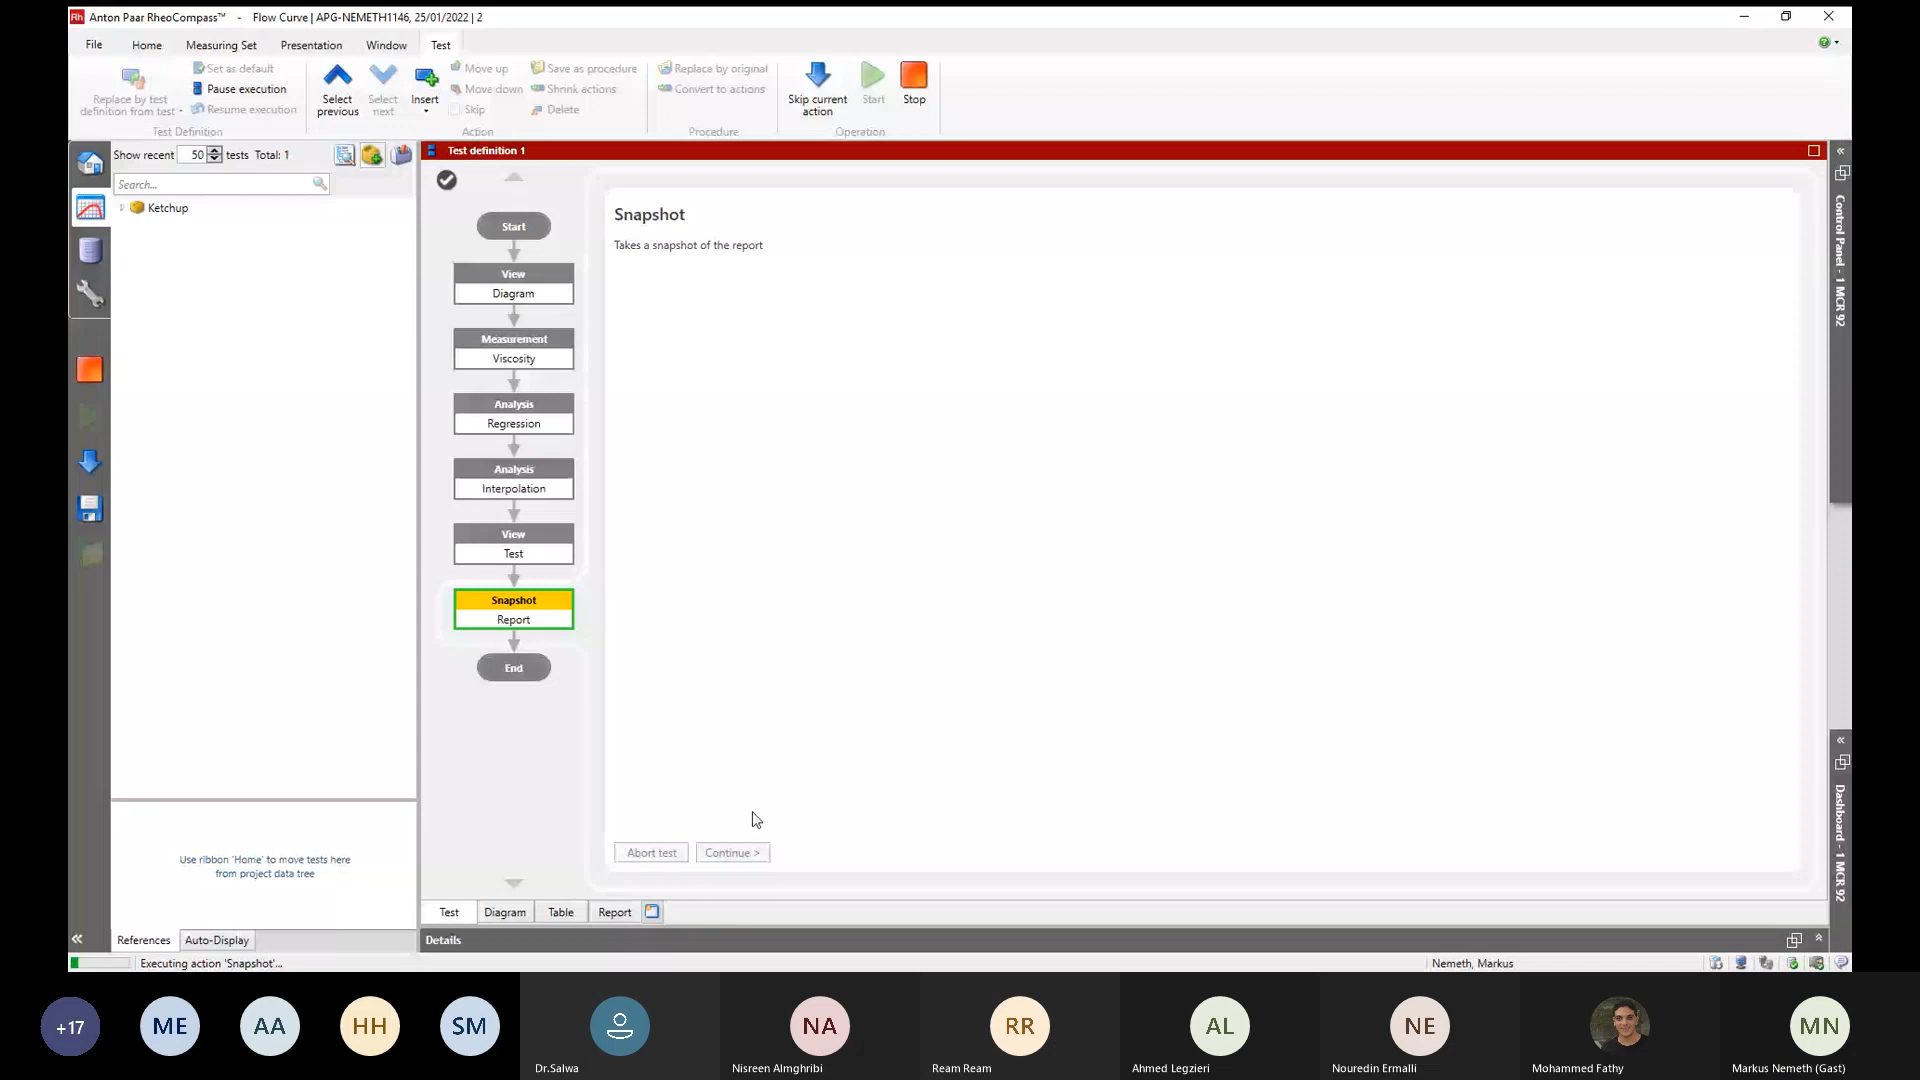 Rh Anton Paar RheoCompass™ - Flow Curve | APG-NEMETH1146, 25/01/2022 | 2
File Home Measuring Set Presentation Window Test
Replace by test
definition from test
Set as default
Pause execution
Resume execution
Test Definition
Select
previous
Select
next
Insert
Move up
Move down
Skip
Save as procedure
Shrink actions
Delete
Action
Replace by original
Convert to actions
Procedure
Skip current
action
Start
Stop
Operation
Show recent 50 tests Total: 1
Search...
Ketchup
Use ribbon 'Home' to move tests here
from project data tree
References Auto-Display
Test definition 1
Start
View
Diagram
Measurement
Viscosity
Analysis
Regression
Analysis
Interpolation
View
Test
Snapshot
Report
End
Snapshot
Takes a snapshot of the report
Abort test Continue >
Test Diagram Table Report
Details
Control Panel - 1 MCR 92
Dashboard - 1 MCR 92
Executing action 'Snapshot'...
Nemeth, Markus
+17 ME AA HH SM NA RR AL NE MN
Dr.Salwa Nisreen Almghribi Ream Ream Ahmed Legzieri Nouredin Ermalli Mohammed Fathy Markus Nemeth (Gast)